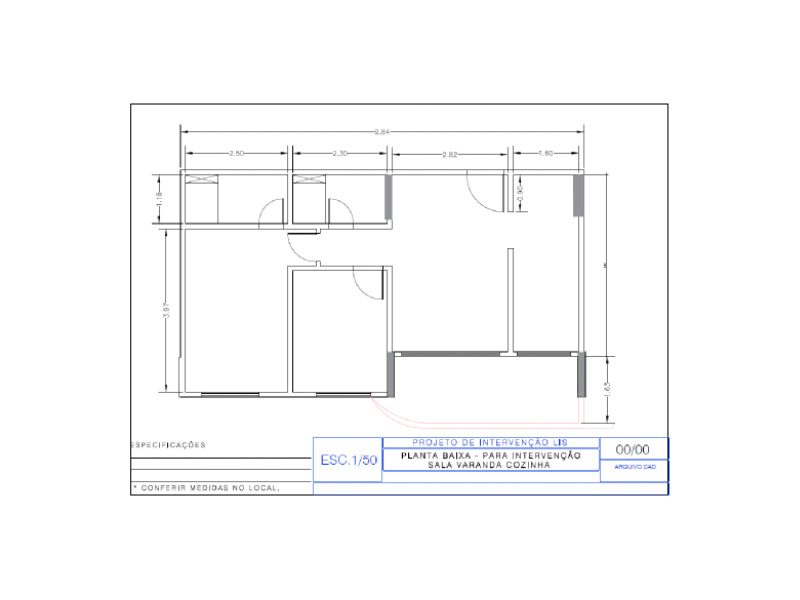 9.84
2.50
2.30
2.82
1.80
1.18
0.90
3.97
1.63
ESPECIFICAÇÕES
* CONFERIR MEDIDAS NO LOCAL.
ESC.1/50
PROJETO DE INTERVENÇÃO LIS
PLANTA BAIXA - PARA INTERVENÇÃO
SALA VARANDA COZINHA
00/00
ARQUIVO CAD